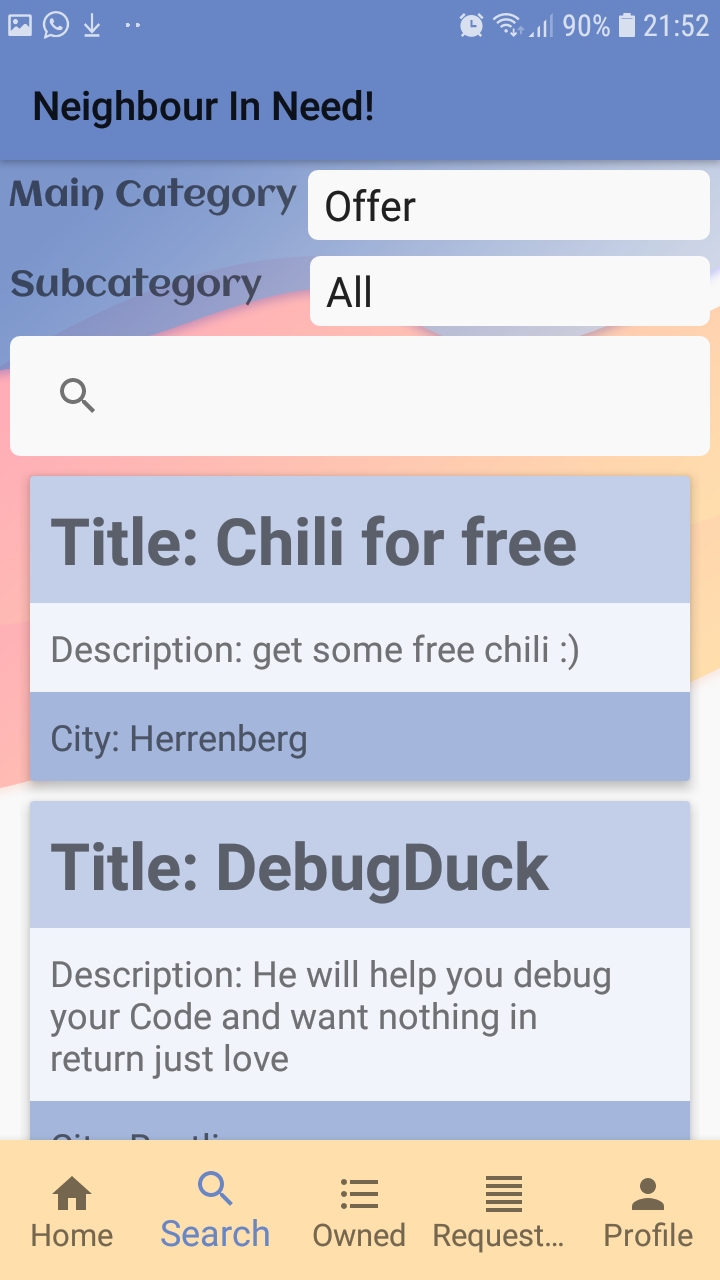 90% 21:52
Neighbour In Need!
Main Category Offer
Subcategory All
Title: Chili for free
Description: get some free chili :)
City: Herrenberg
Title: DebugDuck
Description: He will help you debug
your Code and want nothing in
return just love
City:
Home Search Owned Request... Profile